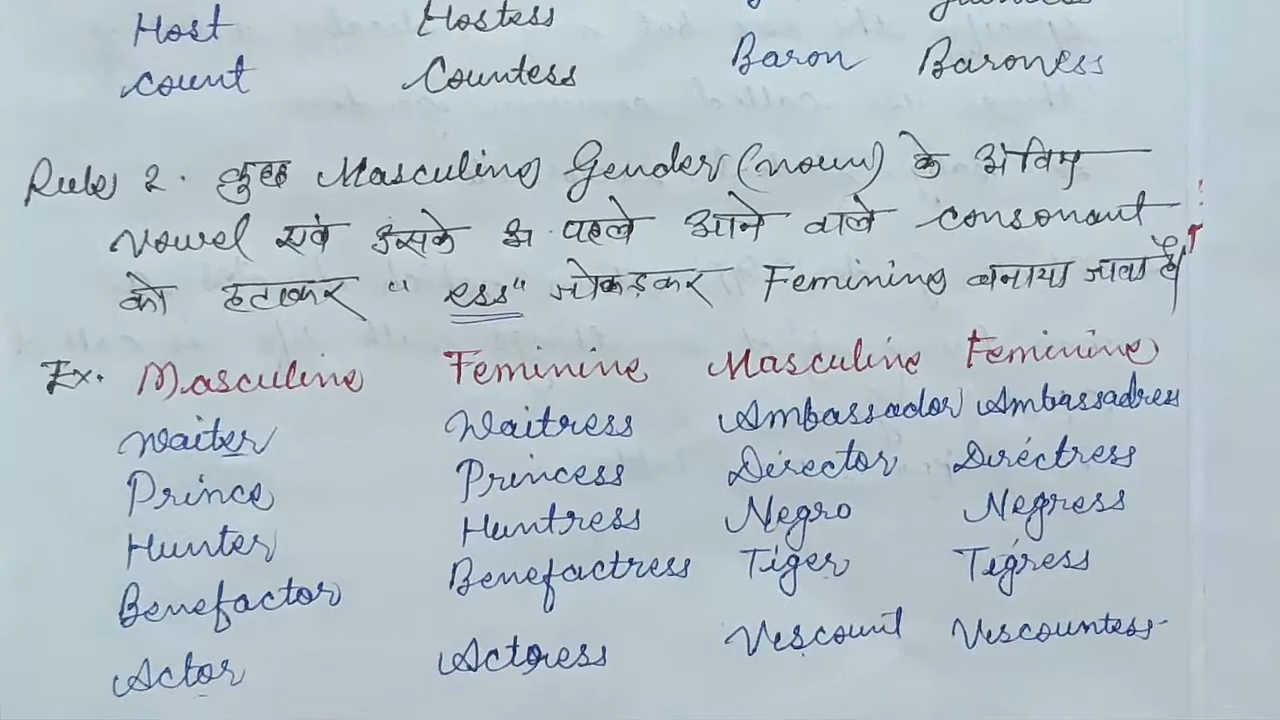 Host Hostess
Count Countess Baron Baroness
Rule 2. कुछ Masculine Gender (noun) के अंतिम
vowel एवं उसके पहले आने वाले consonant
को हटाकर "ess" जोड़कर Feminine बनाया जाता है।
Ex. Masculine Feminine Masculine Feminine
Waiter Waitress Ambassador Ambassadress
Prince Princess Director Directress
Hunter Huntress Negro Negress
Benefactor Benefactress Tiger Tigress
Actor Actress Viscount Viscountess